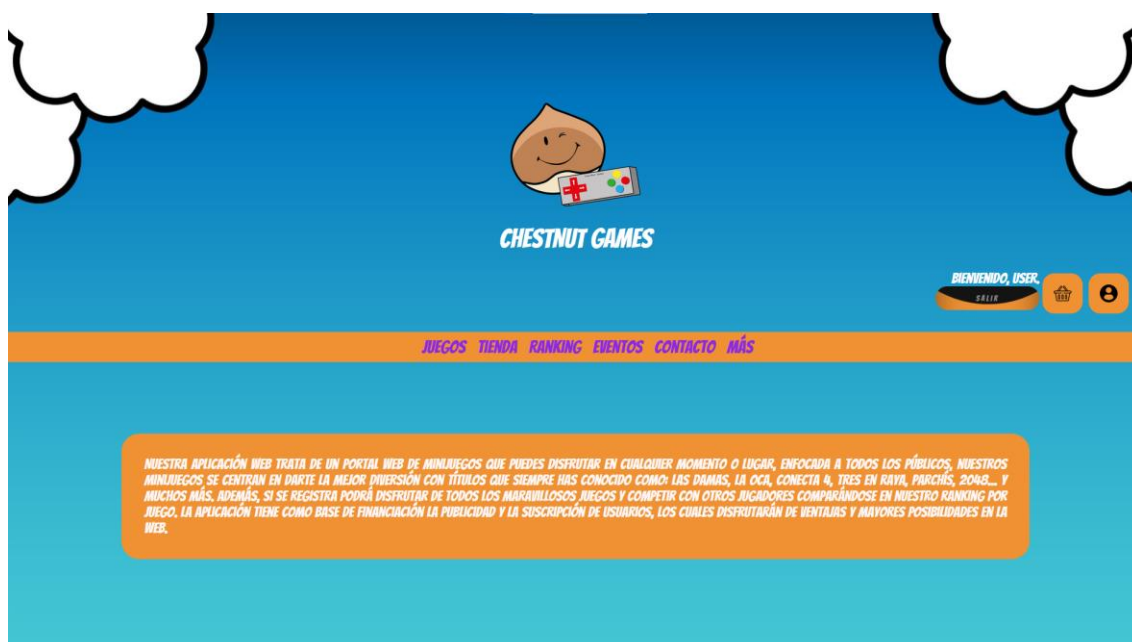 CHESTNUT GAMES
BIENVENIDO, USER.
SALIR
JUEGOS TIENDA RANKING EVENTOS CONTACTO MÁS
NUESTRA APLICACIÓN WEB TRATA DE UN PORTAL WEB DE MINIJUEGOS QUE PUEDES DISFRUTAR EN CUALQUIER MOMENTO O LUGAR, ENFOCADA A TODOS LOS PÚBLICOS. NUESTROS
MINIJUEGOS SE CENTRAN EN DARTE LA MEJOR DIVERSIÓN CON TÍTULOS QUE SIEMPRE HAS CONOCIDO COMO: LAS DAMAS, LA OCA, CONECTA 4, TRES EN RAYA, PARCHÍS, 2048... Y
MUCHOS MÁS. ADEMÁS, SI SE REGISTRA PODRÁ DISFRUTAR DE TODOS LOS MARAVILLOSOS JUEGOS Y COMPETIR CON OTROS JUGADORES COMPARÁNDOSE EN NUESTRO RANKING POR
JUEGO. LA APLICACIÓN TIENE COMO BASE DE FINANCIACIÓN LA PUBLICIDAD Y LA SUSCRIPCIÓN DE USUARIOS, LOS CUALES DISFRUTARÁN DE VENTAJAS Y MAYORES POSIBILIDADES EN LA
WEB.